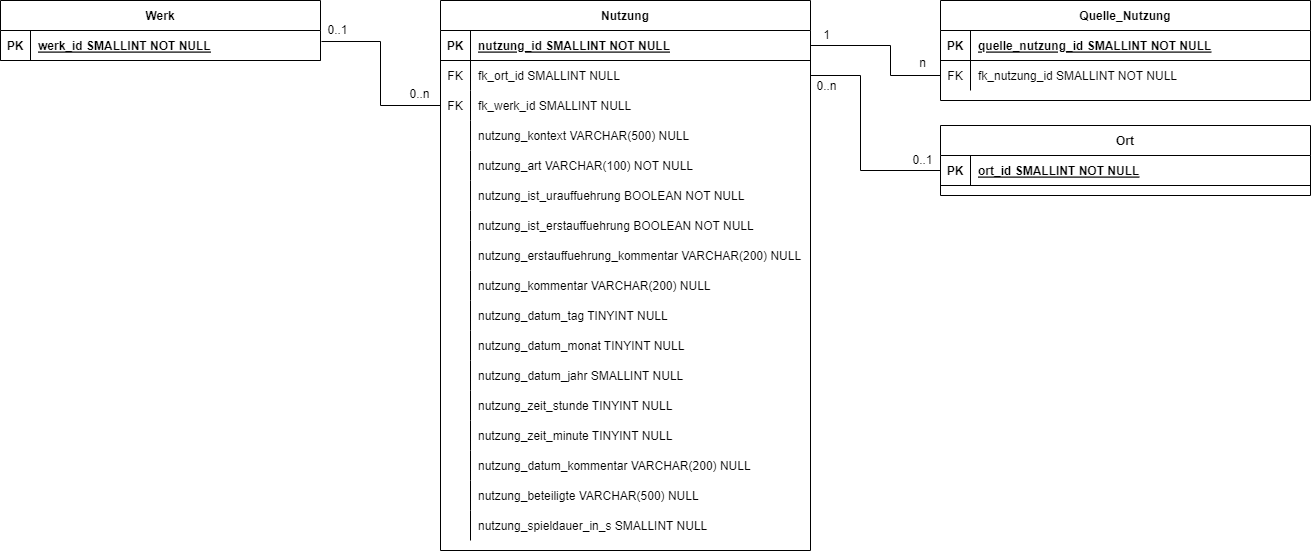 Werk
PK werk_id SMALLINT NOT NULL
0..1
0..n
Nutzung
PK nutzung_id SMALLINT NOT NULL
FK fk_ort_id SMALLINT NULL
FK fk_werk_id SMALLINT NULL
nutzung_kontext VARCHAR(500) NULL
nutzung_art VARCHAR(100) NOT NULL
nutzung_ist_urauffuehrung BOOLEAN NOT NULL
nutzung_ist_erstauffuehrung BOOLEAN NOT NULL
nutzung_erstauffuehrung_kommentar VARCHAR(200) NULL
nutzung_kommentar VARCHAR(200) NULL
nutzung_datum_tag TINYINT NULL
nutzung_datum_monat TINYINT NULL
nutzung_datum_jahr SMALLINT NULL
nutzung_zeit_stunde TINYINT NULL
nutzung_zeit_minute TINYINT NULL
nutzung_datum_kommentar VARCHAR(200) NULL
nutzung_beteiligte VARCHAR(500) NULL
nutzung_spieldauer_in_s SMALLINT NULL
1
n
0..n
0..1
Quelle_Nutzung
PK quelle_nutzung_id SMALLINT NOT NULL
FK fk_nutzung_id SMALLINT NOT NULL
Ort
PK ort_id SMALLINT NOT NULL